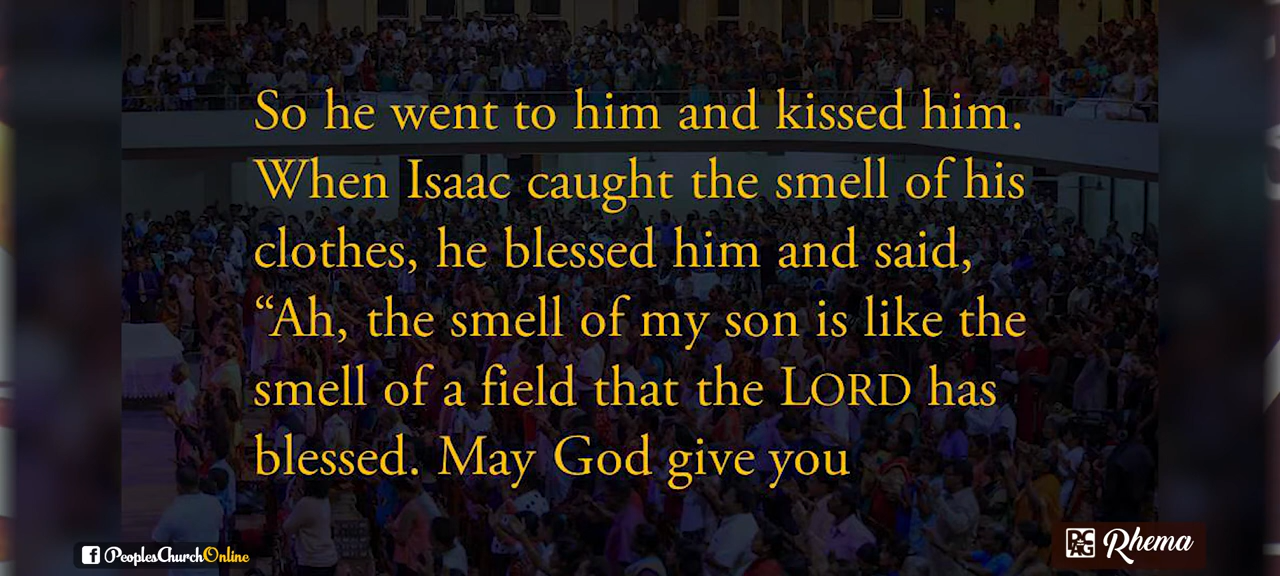 So he went to him and kissed him.
When Isaac caught the smell of his
clothes, he blessed him and said,
“Ah, the smell of my son is like the
smell of a field that the LORD has
blessed. May God give you
f PeoplesChurchOnline
PCAG Rhema